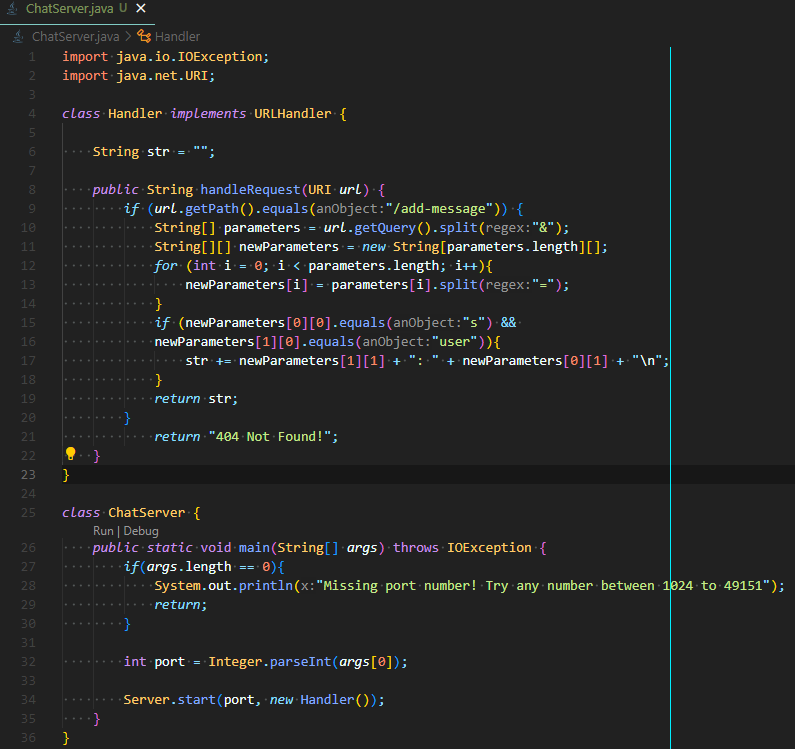 ChatServer.java U ×
ChatServer.java > Handler
1 import java.io.IOException;
2 import java.net.URI;
3
4 class Handler implements URLHandler {
5
6     String str = "";
7
8     public String handleRequest(URI url) {
9         if (url.getPath().equals(anObject:"/add-message")) {
10             String[] parameters = url.getQuery().split(regex:"&");
11             String[][] newParameters = new String[parameters.length][];
12             for (int i = 0; i < parameters.length; i++){
13                 newParameters[i] = parameters[i].split(regex:"=");
14             }
15             if (newParameters[0][0].equals(anObject:"s") &&
16             newParameters[1][0].equals(anObject:"user")){
17                 str += newParameters[1][1] + ": " + newParameters[0][1] + "\n";
18             }
19             return str;
20         }
21             return "404 Not Found!";
22     }
23 }
24
25 class ChatServer {
Run | Debug
26     public static void main(String[] args) throws IOException {
27         if(args.length == 0){
28             System.out.println(x:"Missing port number! Try any number between 1024 to 49151");
29             return;
30         }
31
32         int port = Integer.parseInt(args[0]);
33
34         Server.start(port, new Handler());
35     }
36 }